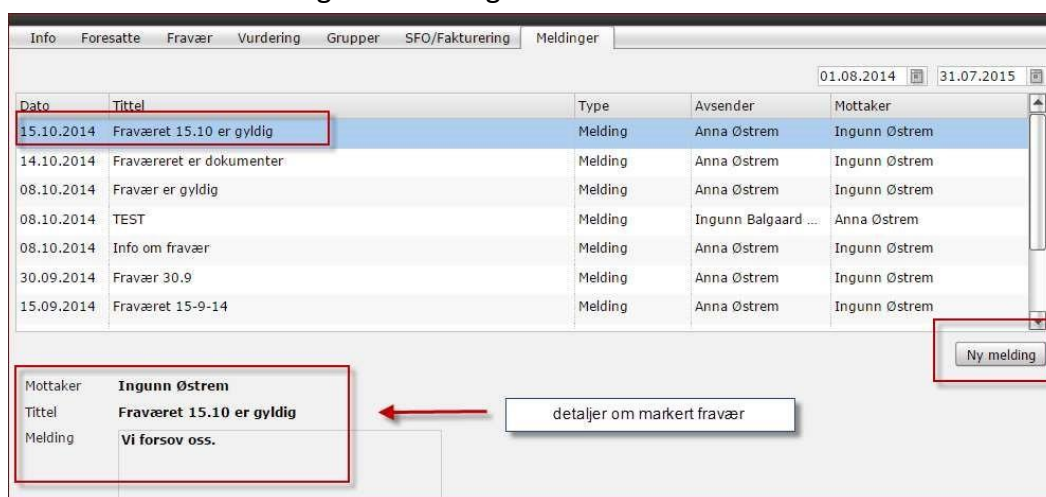 Info Foresatte Fravær Vurdering Grupper SFO/Fakturering Meldinger
01.08.2014 31.07.2015
Dato Tittel Type Avsender Mottaker
15.10.2014 Fraværet 15.10 er gyldig Melding Anna Østrem Ingunn Østrem
14.10.2014 Fraværeret er dokumenter Melding Anna Østrem Ingunn Østrem
08.10.2014 Fravær er gyldig Melding Anna Østrem Ingunn Østrem
08.10.2014 TEST Melding Ingunn Balgaard ... Anna Østrem
08.10.2014 Info om fravær Melding Anna Østrem Ingunn Østrem
30.09.2014 Fravær 30.9 Melding Anna Østrem Ingunn Østrem
15.09.2014 Fraværet 15-9-14 Melding Anna Østrem Ingunn Østrem
Ny melding
Mottaker Ingunn Østrem
Tittel Fraværet 15.10 er gyldig
detaljer om markert fravær
Melding Vi forsov oss.